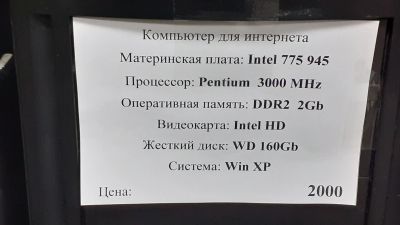 Компьютер для интернета
Материнская плата: Intel 775 945
Процессор: Pentium 3000 MHz
Оперативная память: DDR2 2Gb
Видеокарта: Intel HD
Жесткий диск: WD 160Gb
Система: Win XP
Цена: 2000